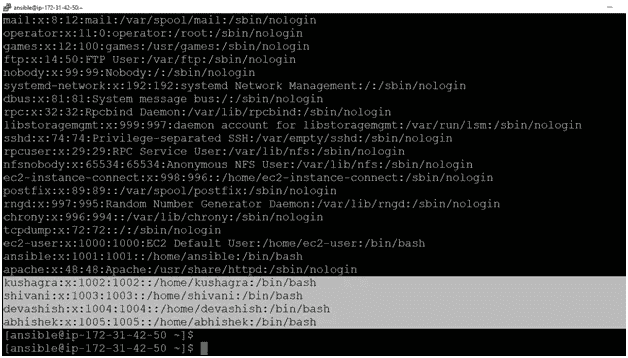 ansible@ip-172-31-42-50:~
mail:x:8:12:mail:/var/spool/mail:/sbin/nologin
operator:x:11:0:operator:/root:/sbin/nologin
games:x:12:100:games:/usr/games:/sbin/nologin
ftp:x:14:50:FTP User:/var/ftp:/sbin/nologin
nobody:x:99:99:Nobody:/:/sbin/nologin
systemd-network:x:192:192:systemd Network Management:/:/sbin/nologin
dbus:x:81:81:System message bus:/:/sbin/nologin
rpc:x:32:32:Rpcbind Daemon:/var/lib/rpcbind:/sbin/nologin
libstoragemgmt:x:999:997:daemon account for libstoragemgmt:/var/run/lsm:/sbin/nologin
sshd:x:74:74:Privilege-separated SSH:/var/empty/sshd:/sbin/nologin
rpcuser:x:29:29:RPC Service User:/var/lib/nfs:/sbin/nologin
nfsnobody:x:65534:65534:Anonymous NFS User:/var/lib/nfs:/sbin/nologin
ec2-instance-connect:x:998:996::/home/ec2-instance-connect:/sbin/nologin
postfix:x:89:89::/var/spool/postfix:/sbin/nologin
rngd:x:997:995:Random Number Generator Daemon:/var/lib/rngd:/sbin/nologin
chrony:x:996:994::/var/lib/chrony:/sbin/nologin
tcpdump:x:72:72::/:/sbin/nologin
ec2-user:x:1000:1000:EC2 Default User:/home/ec2-user:/bin/bash
ansible:x:1001:1001::/home/ansible:/bin/bash
apache:x:48:48:Apache:/usr/share/httpd:/sbin/nologin
kushagra:x:1002:1002::/home/kushagra:/bin/bash
shivani:x:1003:1003::/home/shivani:/bin/bash
devashish:x:1004:1004::/home/devashish:/bin/bash
abhishek:x:1005:1005::/home/abhishek:/bin/bash
[ansible@ip-172-31-42-50 ~]$
[ansible@ip-172-31-42-50 ~]$